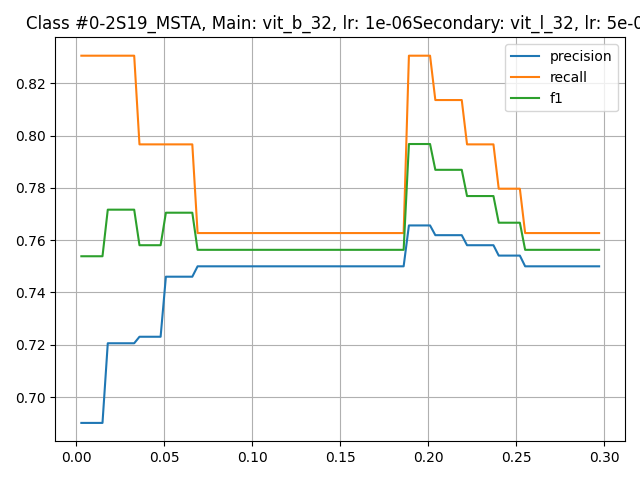 Class #0-2S19_MSTA, Main: vit_b_32, lr: 1e-06Secondary: vit_l_32, lr: 5e-0
precision
recall
f1
0.82
0.80
0.78
0.76
0.74
0.72
0.70
0.00 0.05 0.10 0.15 0.20 0.25 0.30